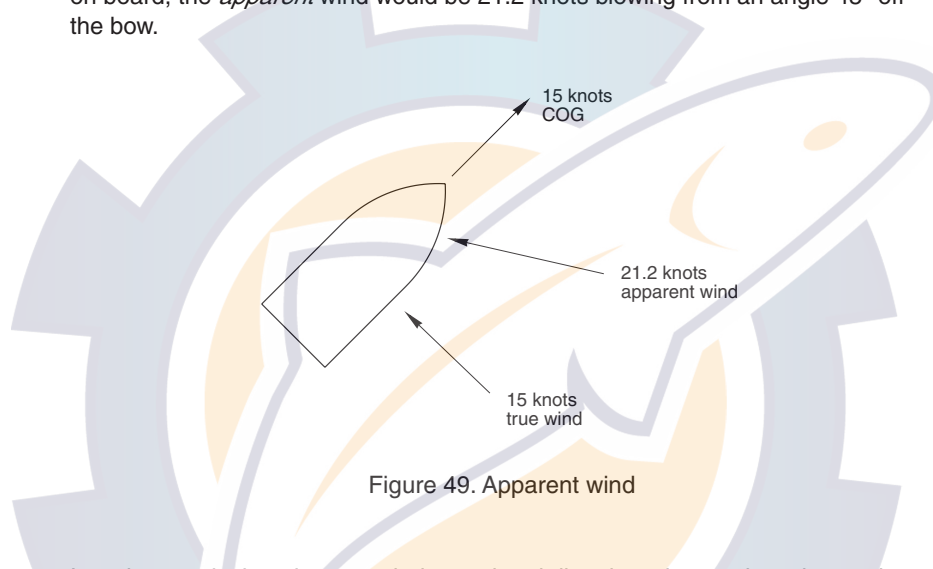 on board, the apparent wind would be 21.2 knots blowing from an angle 45° off
the bow.
15 knots
COG
21.2 knots
apparent wind
15 knots
true wind
Figure 49. Apparent wind